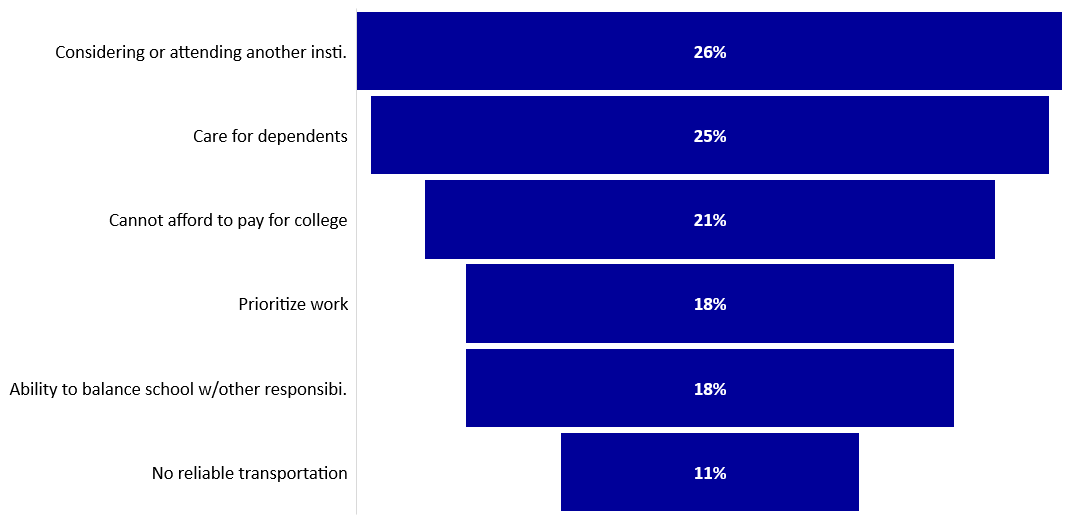 Considering or attending another insti. 26%
Care for dependents 25%
Cannot afford to pay for college 21%
Prioritize work 18%
Ability to balance school w/other responsibi. 18%
No reliable transportation 11%